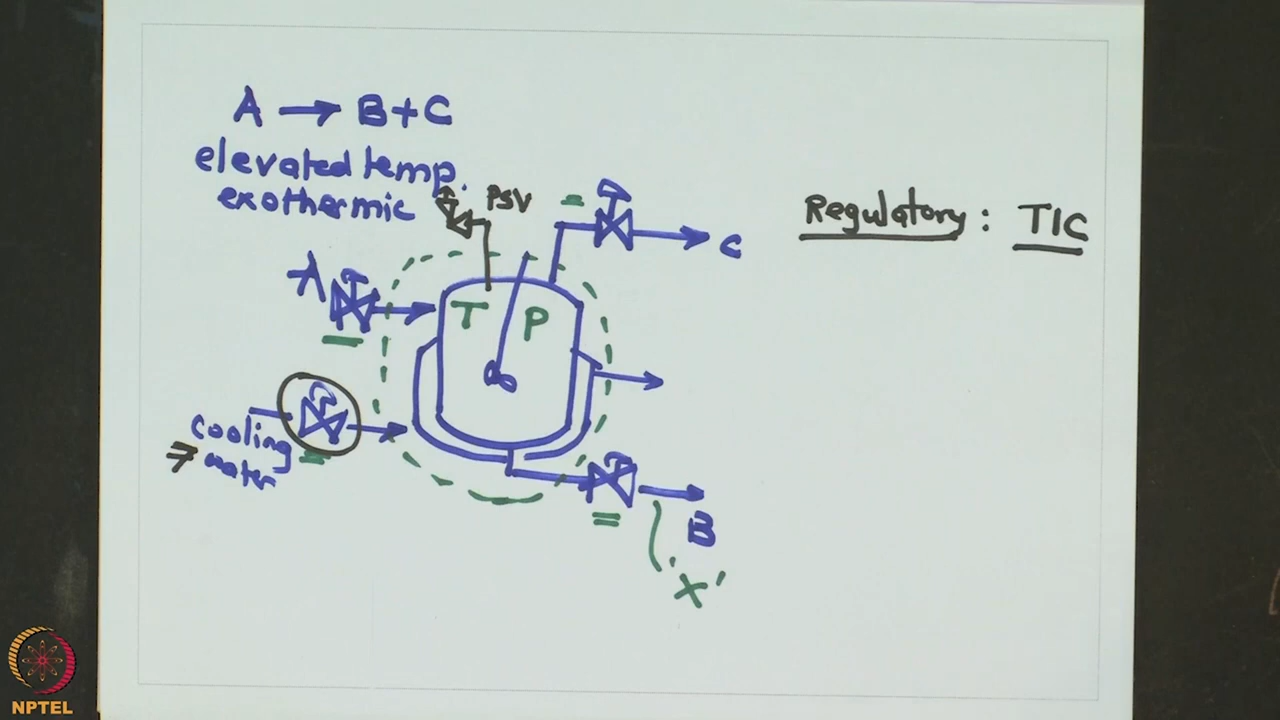 A → B + C
elevated temp.
exothermic
PSV
Regulatory : TIC
C
A
T P
cooling
water
B
'x'
NPTEL